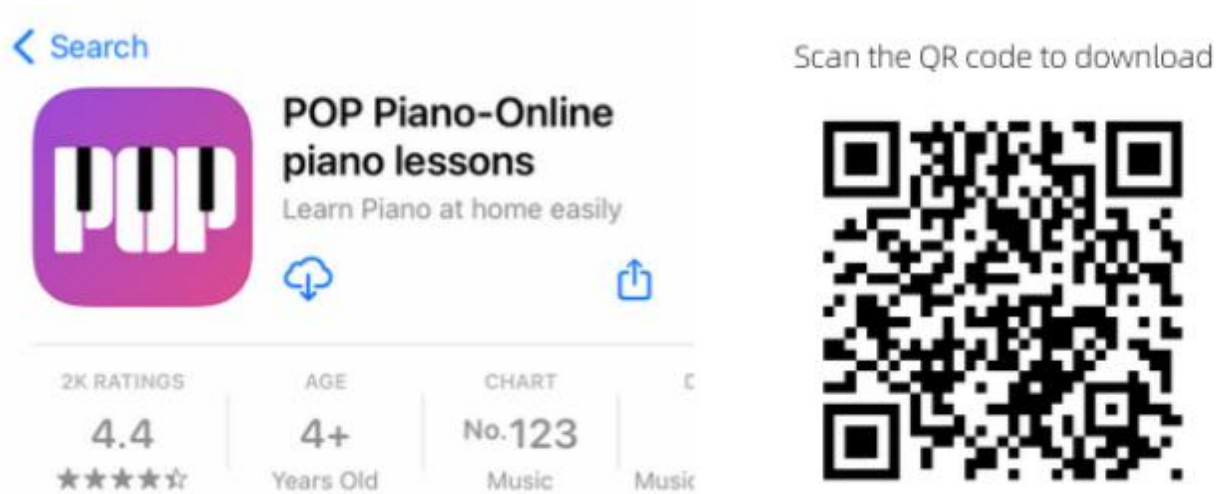 Search
POP Piano-Online
piano lessons
Learn Piano at home easily
POP
2K RATINGS
AGE
CHART
4.4
4+
No.123
Years Old
Music
Scan the QR code to download